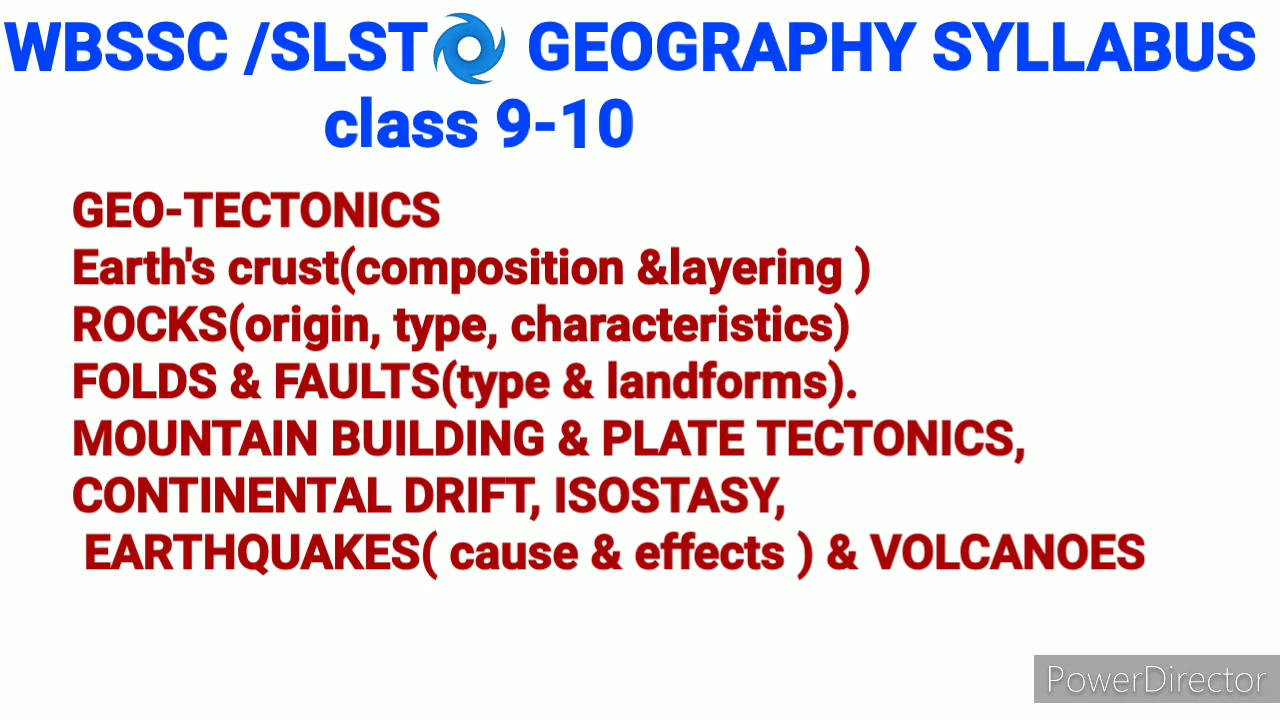 WBSSC /SLST🌀 GEOGRAPHY SYLLABUS
class 9-10
GEO-TECTONICS
Earth's crust(composition &layering )
ROCKS(origin, type, characteristics)
FOLDS & FAULTS(type & landforms).
MOUNTAIN BUILDING & PLATE TECTONICS,
CONTINENTAL DRIFT, ISOSTASY,
EARTHQUAKES( cause & effects ) & VOLCANOES
PowerDirector